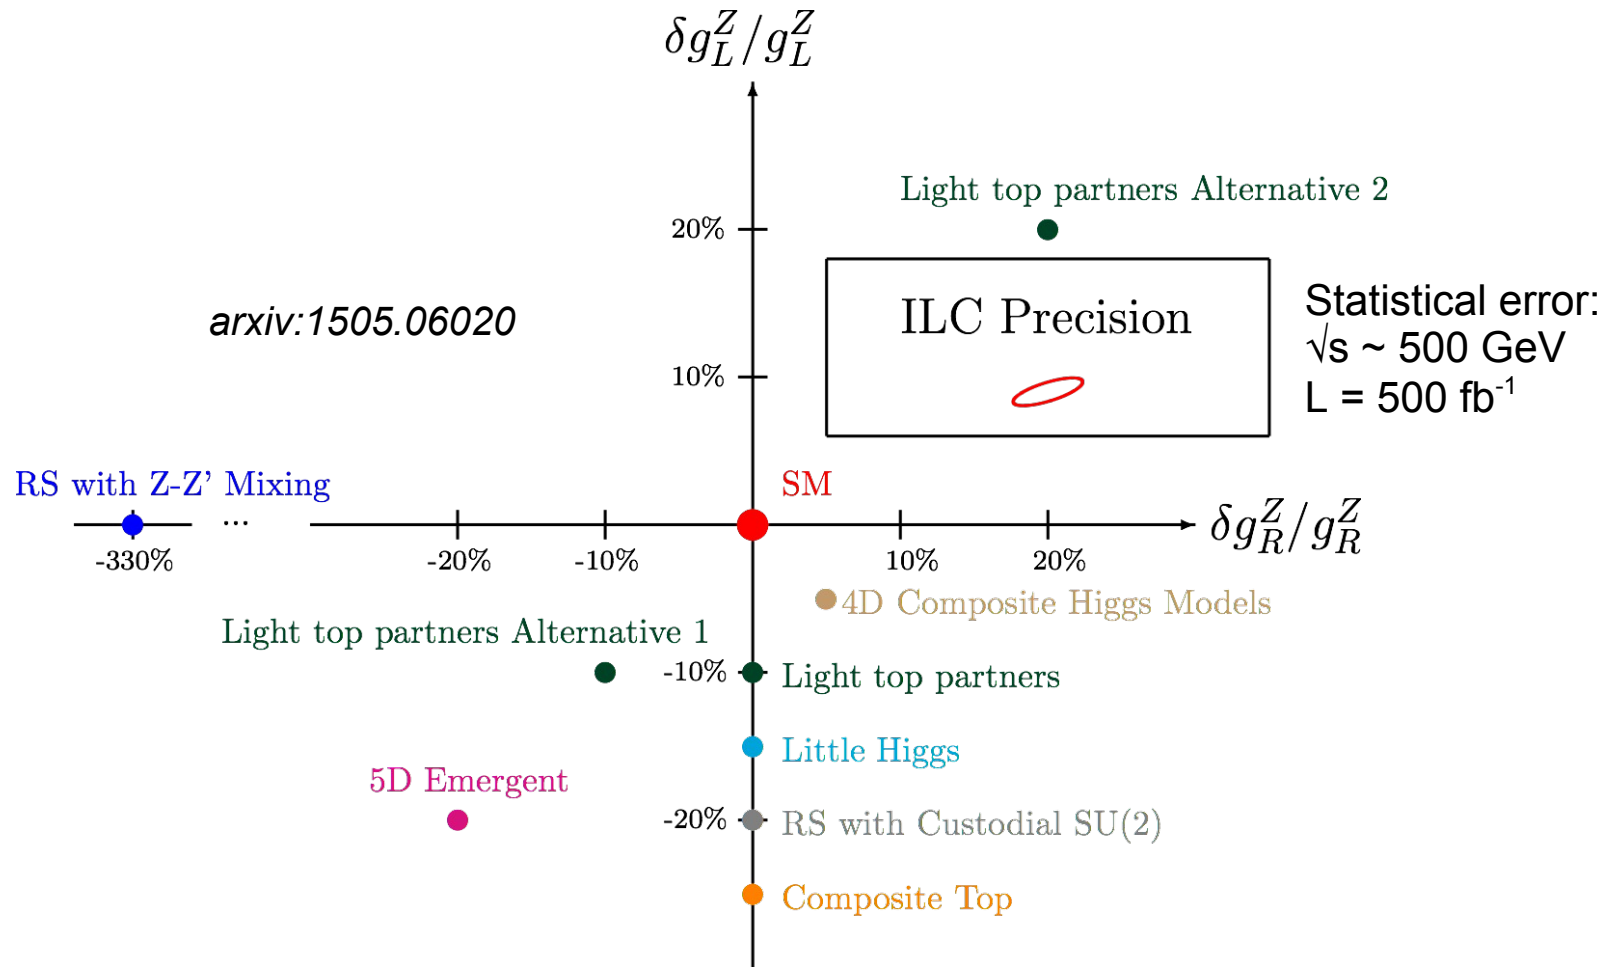 δg_L^Z/g_L^Z
Light top partners Alternative 2
20%
ILC Precision
Statistical error:
√s ~ 500 GeV
L = 500 fb⁻¹
arxiv:1505.06020
10%
RS with Z-Z' Mixing
SM
...
δg_R^Z/g_R^Z
-330%
-20%
-10%
10%
20%
4D Composite Higgs Models
Light top partners Alternative 1
-10%
Light top partners
Little Higgs
5D Emergent
-20%
RS with Custodial SU(2)
Composite Top